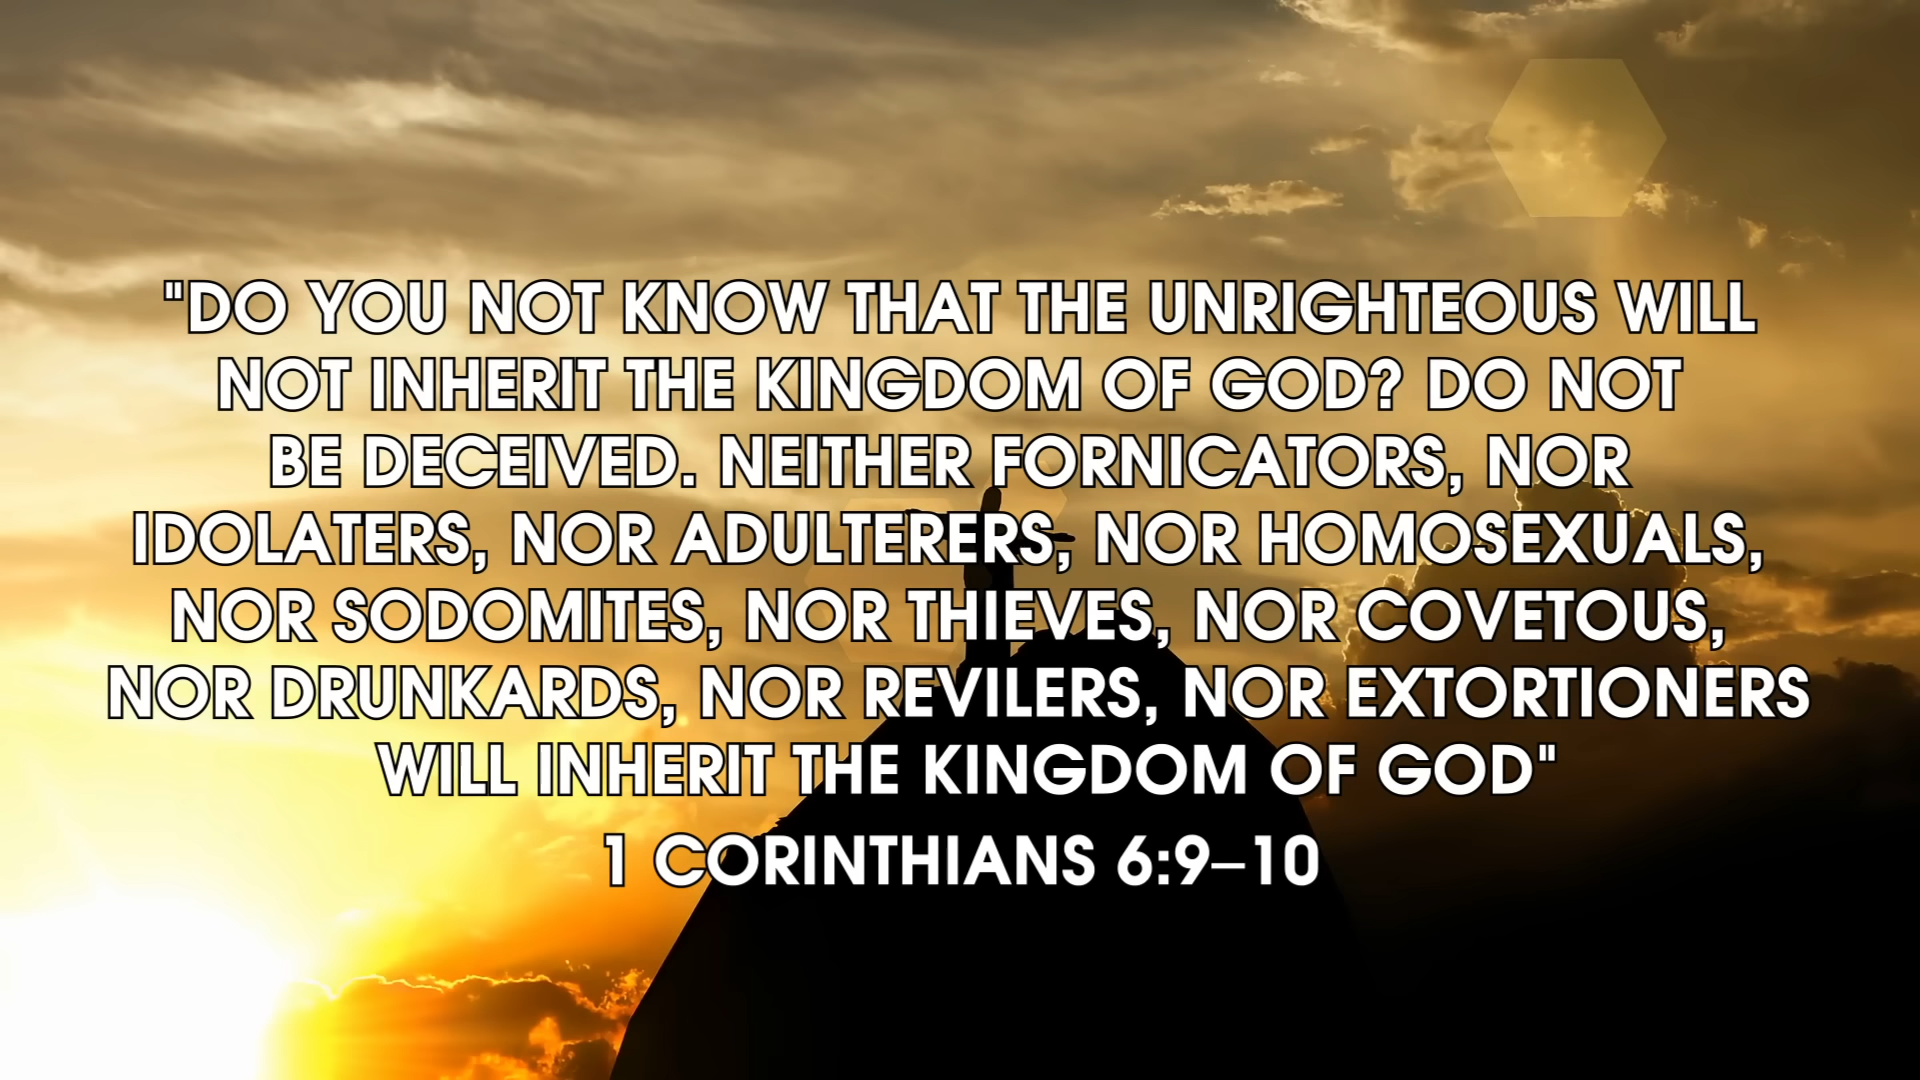 "DO YOU NOT KNOW THAT THE UNRIGHTEOUS WILL
NOT INHERIT THE KINGDOM OF GOD? DO NOT
BE DECEIVED. NEITHER FORNICATORS, NOR
IDOLATERS, NOR ADULTERERS, NOR HOMOSEXUALS,
NOR SODOMITES, NOR THIEVES, NOR COVETOUS,
NOR DRUNKARDS, NOR REVILERS, NOR EXTORTIONERS
WILL INHERIT THE KINGDOM OF GOD"
1 CORINTHIANS 6:9–10